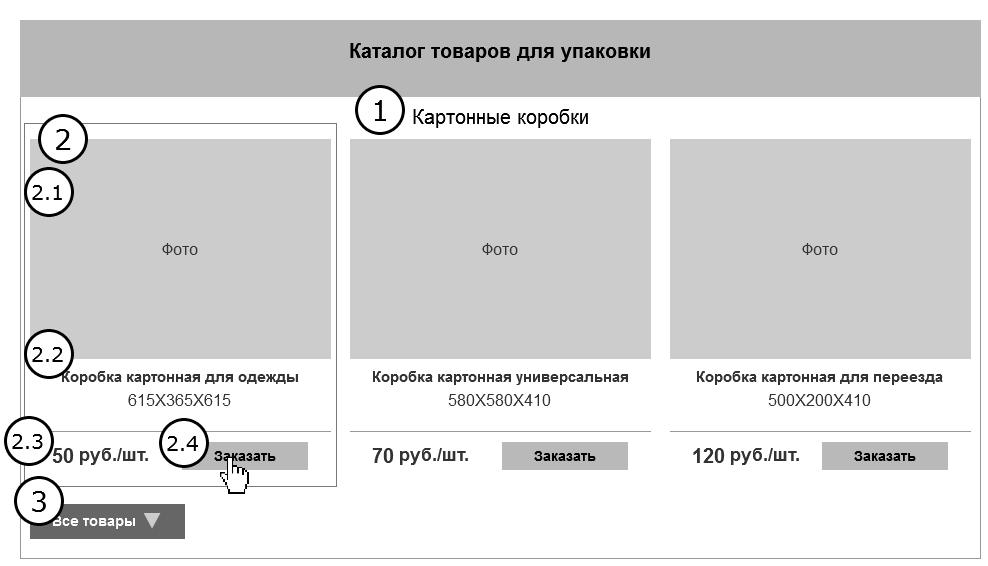 Каталог товаров для упаковки
1 Картонные коробки
2
2.1
Фото Фото Фото
2.2
Коробка картонная для одежды Коробка картонная универсальная Коробка картонная для переезда
615X365X615 580X580X410 500X200X410
2.3 50 руб./шт. 2.4 Заказать 70 руб./шт. Заказать 120 руб./шт. Заказать
3
Все товары